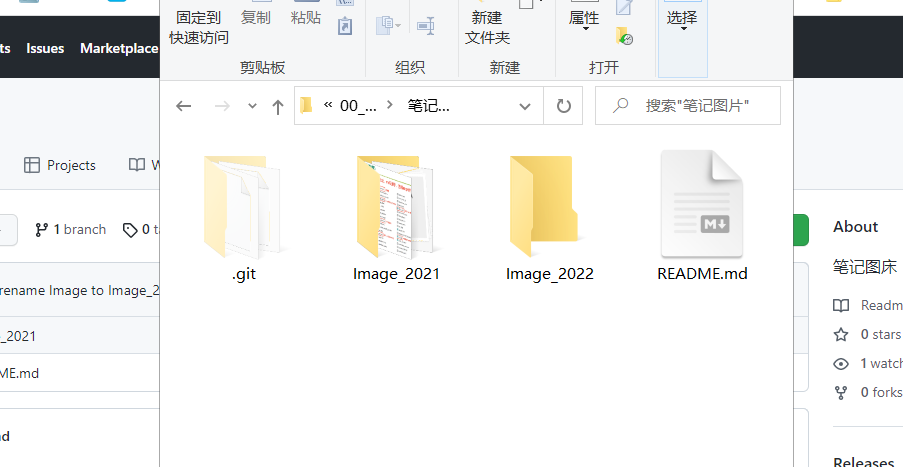 固定到
快速访问
复制
粘贴
新建
文件夹
属性
选择
剪贴板
组织
新建
打开
ts Issues Marketplace
« 00_... 笔记...
搜索"笔记图片"
Projects
1 branch
0
rename Image to Image_2
_2021
ME.md
.git
Image_2021
Image_2022
README.md
About
笔记图床
Readm
0 stars
1 watch
0 forks
Releases